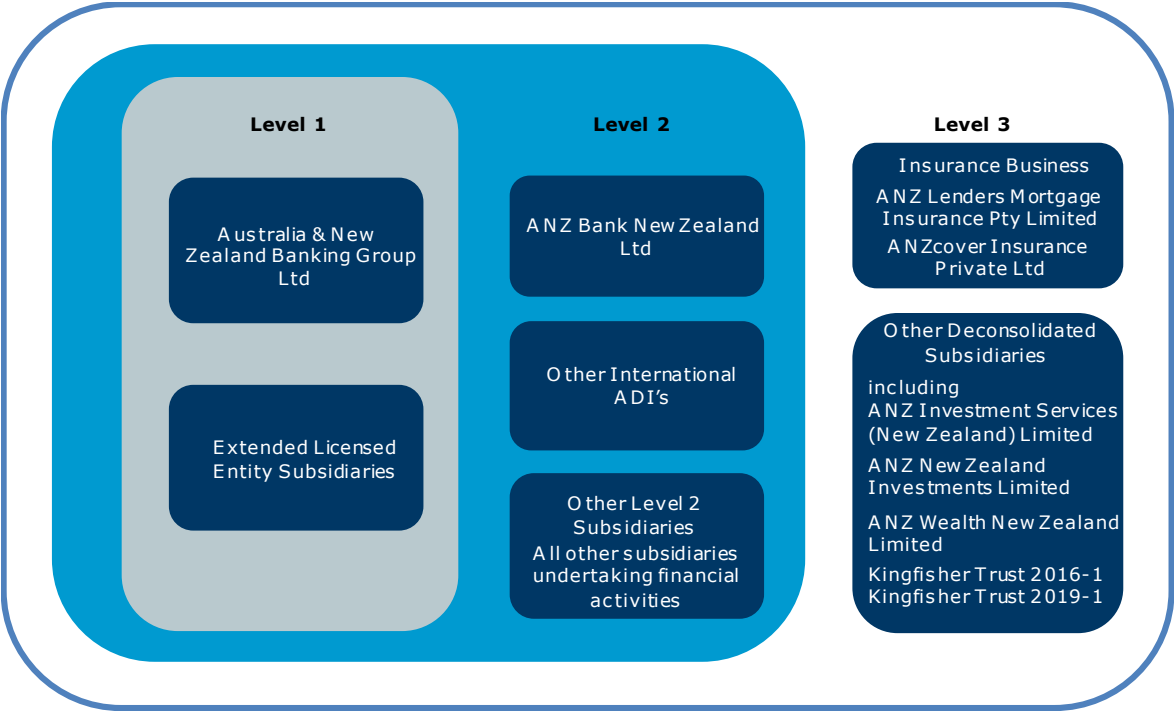 Level 1
Australia & New
Zealand Banking Group
Ltd
Extended Licensed
Entity Subsidiaries
Level 2
ANZ Bank New Zealand
Ltd
Other International
ADI’s
Other Level 2
Subsidiaries
All other subsidiaries
undertaking financial
activities
Level 3
Insurance Business
ANZ Lenders Mortgage
Insurance Pty Limited
ANZcover Insurance
Private Ltd
Other Deconsolidated
Subsidiaries
including
ANZ Investment Services
(New Zealand) Limited
ANZ New Zealand
Investments Limited
ANZ Wealth New Zealand
Limited
Kingfisher Trust 2016-1
Kingfisher Trust 2019-1